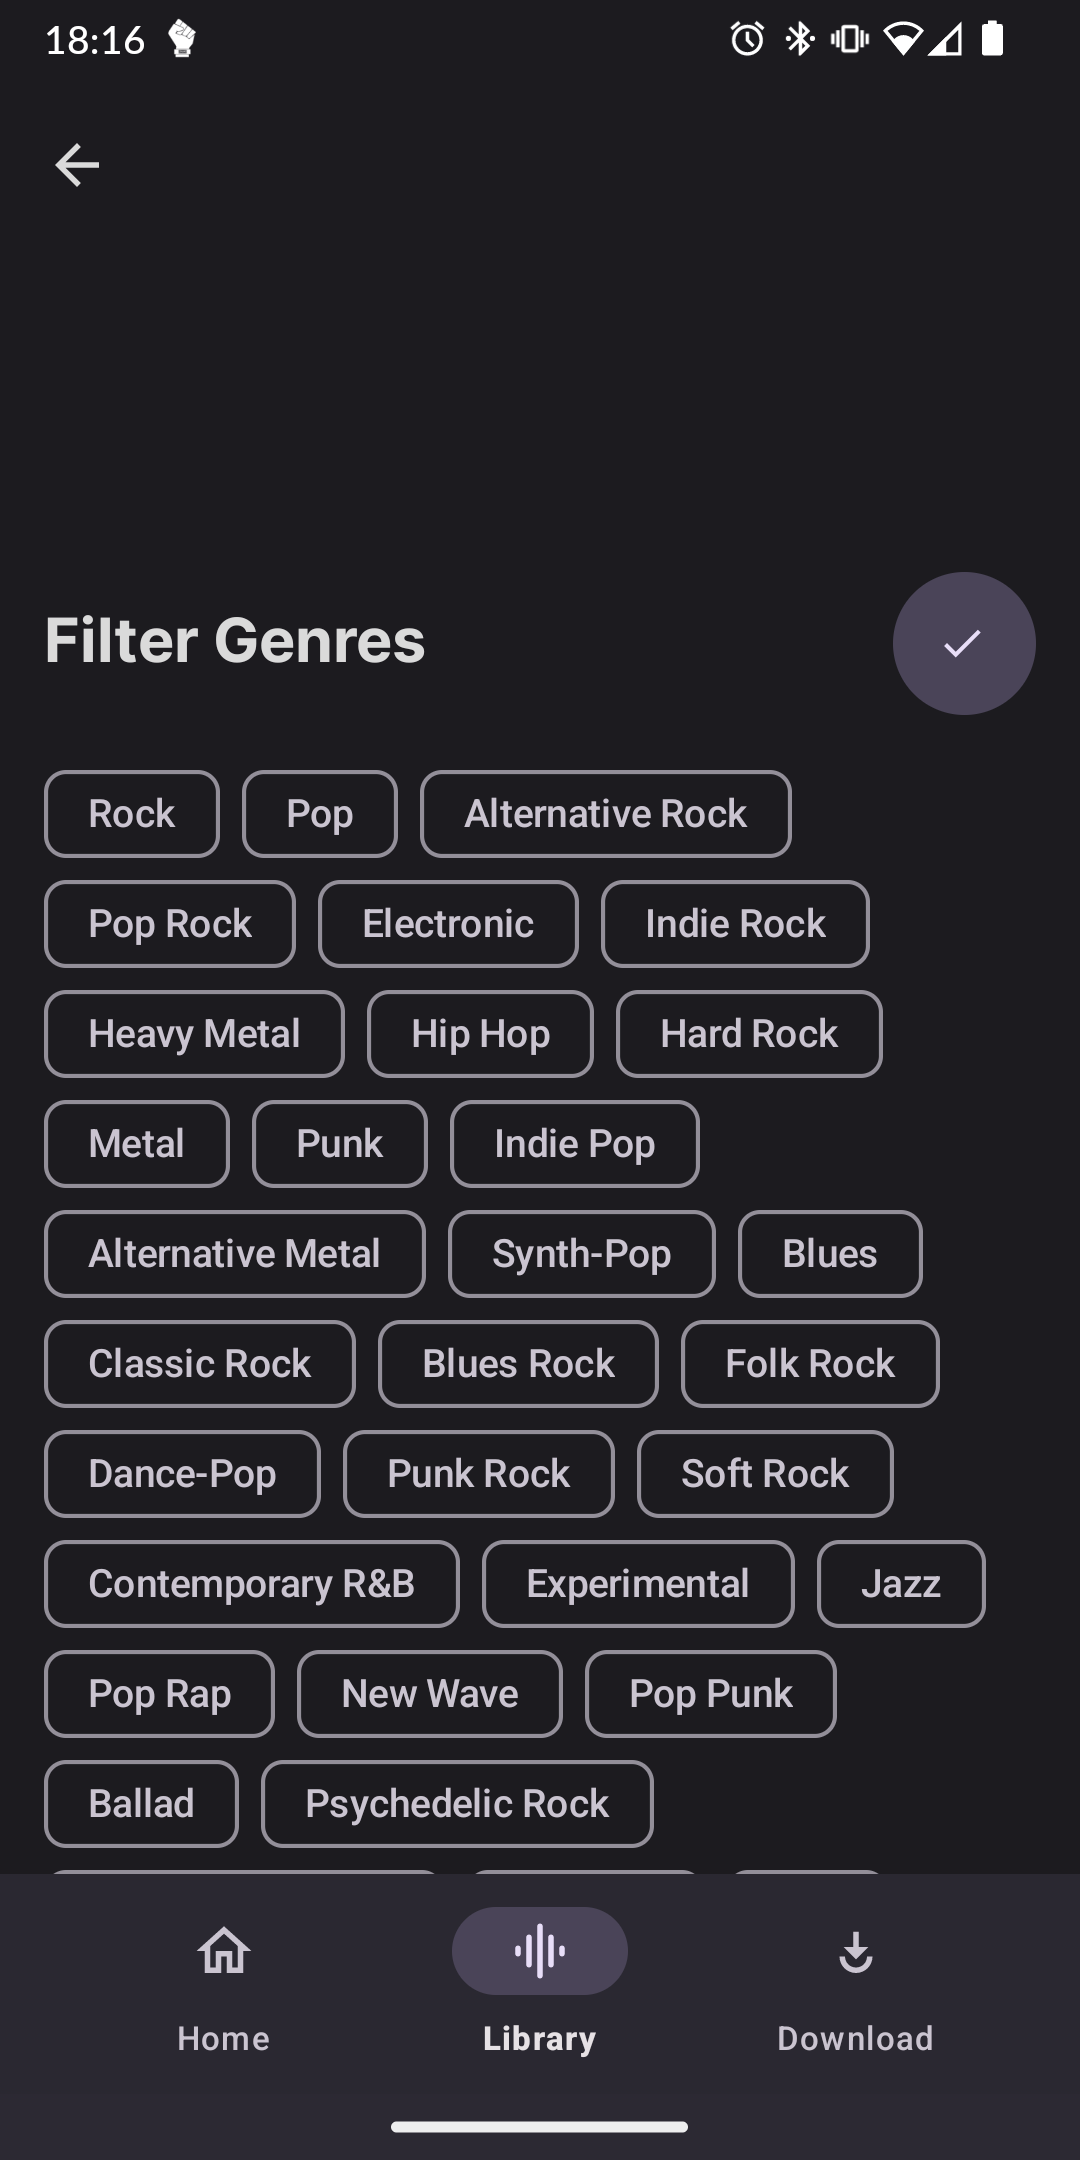 18:16
Filter Genres
Rock Pop Alternative Rock
Pop Rock Electronic Indie Rock
Heavy Metal Hip Hop Hard Rock
Metal Punk Indie Pop
Alternative Metal Synth-Pop Blues
Classic Rock Blues Rock Folk Rock
Dance-Pop Punk Rock Soft Rock
Contemporary R&B Experimental Jazz
Pop Rap New Wave Pop Punk
Ballad Psychedelic Rock
Home Library Download